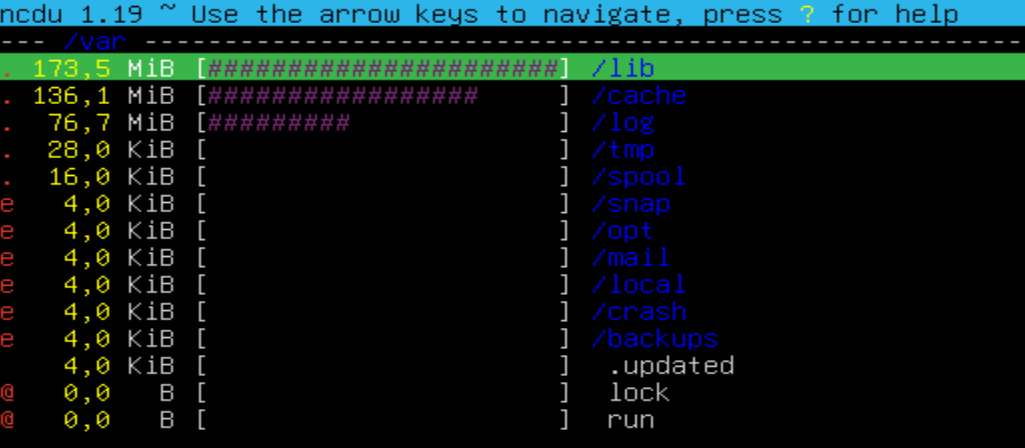 ncdu 1.19 ~ Use the arrow keys to navigate, press ? for help
--- /var -------------------------------------------------------
. 173,5 MiB [######################] /lib
. 136,1 MiB [#################     ] /cache
.  76,7 MiB [#########             ] /log
.  28,0 KiB [                      ] /tmp
.  16,0 KiB [                      ] /spool
e   4,0 KiB [                      ] /snap
e   4,0 KiB [                      ] /opt
e   4,0 KiB [                      ] /mail
e   4,0 KiB [                      ] /local
e   4,0 KiB [                      ] /crash
e   4,0 KiB [                      ] /backups
    4,0 KiB [                      ]  .updated
@   0,0   B [                      ]  lock
@   0,0   B [                      ]  run